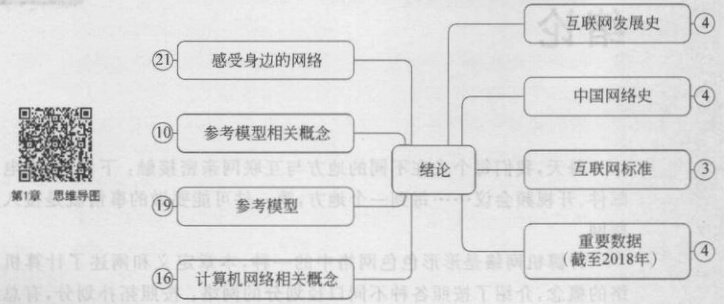 互联网发展史 ④
㉑ 感受身边的网络
中国网络史 ④
⑩ 参考模型相关概念
绪论
互联网标准 ③
第1章 思维导图
⑲ 参考模型
重要数据
(截至2018年) ④
⑯ 计算机网络相关概念